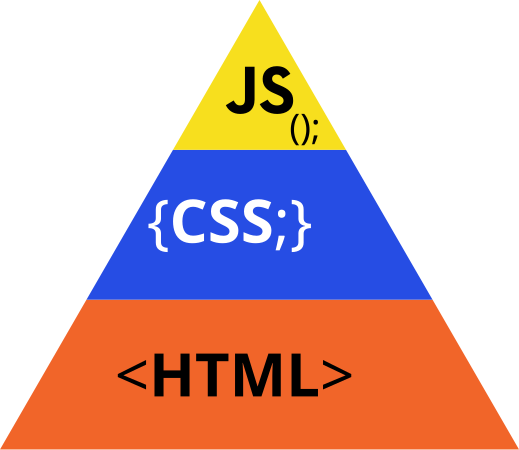 JS
();
{CSS;}
<HTML>